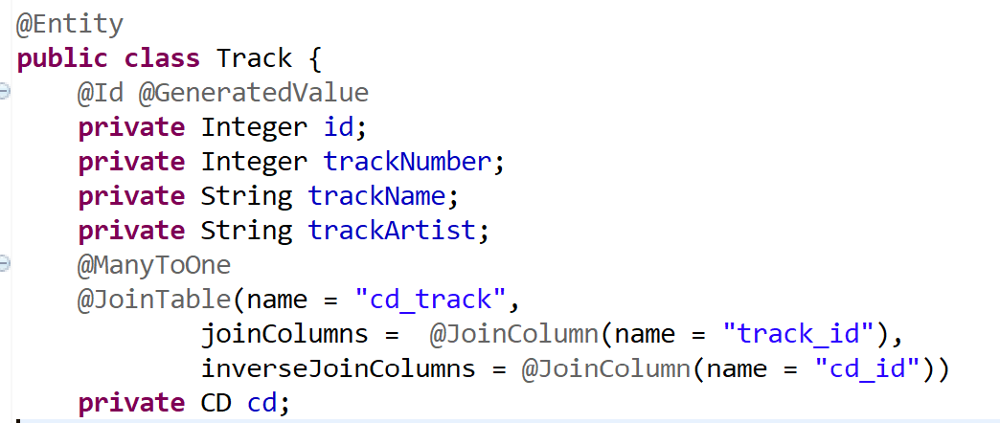 @Entity
public class Track {
    @Id @GeneratedValue
    private Integer id;
    private Integer trackNumber;
    private String trackName;
    private String trackArtist;
    @ManyToOne
    @JoinTable(name = "cd_track",
            joinColumns =  @JoinColumn(name = "track_id"),
            inverseJoinColumns = @JoinColumn(name = "cd_id"))
    private CD cd;